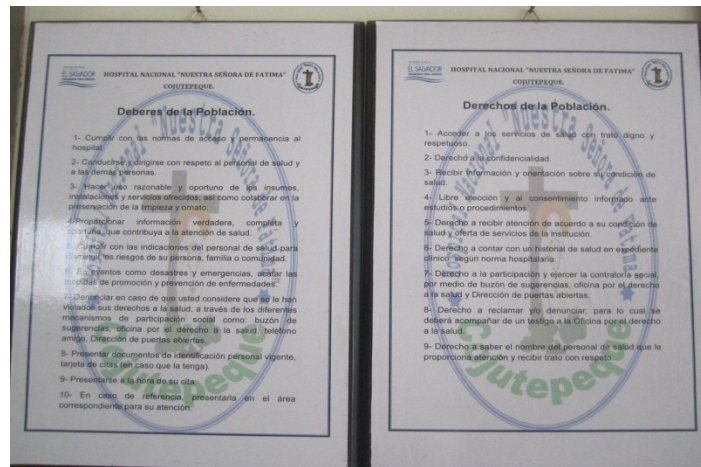 EL SALVADOR
HOSPITAL NACIONAL "NUESTRA SEÑORA DE FATIMA"
COJUTEPEQUE.
Deberes de la Población.
1- Cumplir con las normas de acceso y permanencia al
hospital.
2- Conducirse y dirigirse con respeto al personal de salud y
a las demás personas.
3- Hacer uso razonable y oportuno de los insumos,
instalaciones y servicios ofrecidos, así como colaborar en la
preservación de la limpieza y ornato.
4-Proporcionar información verdadera, completa y
oportuna, que contribuya a la atención de salud.
5- Cumplir con las indicaciones del personal de salud para
disminuir los riesgos de su persona, familia o comunidad.
6- En eventos como desastres y emergencias, acatar las
medidas de promoción y prevención de enfermedades.
7- Denunciar en caso de que usted considere que se le han
violado sus derechos a la salud, a través de los diferentes
mecanismos de participación social como: buzón de
sugerencias, oficina por el derecho a la salud, teléfono
amigo, Dirección de puertas abiertas.
8- Presentar documentos de identificación personal vigente,
tarjeta de citas (en caso que la tenga).
9- Presentarse a la hora de su cita.
10- En caso de referencia, presentarla en el área
correspondiente para su atención.
Hospital Nacional "Nuestra Señora de Fatima"
Cojutepeque
EL SALVADOR
HOSPITAL NACIONAL "NUESTRA SEÑORA DE FATIMA"
COJUTEPEQUE.
Derechos de la Población.
1- Acceder a los servicios de salud con trato digno y
respetuoso.
2- Derecho a la confidencialidad.
3- Recibir información y orientación sobre su condición de
salud.
4- Libre elección y al consentimiento informado ante
estudios o procedimientos.
5- Derecho a recibir atención de acuerdo a su condición de
salud y oferta de servicios de la institución.
6- Derecho a contar con un historial de salud en expediente
clínico, según norma hospitalaria.
7- Derecho a la participación y ejercer la contraloría social,
por medio de buzón de sugerencias, oficina por el derecho
a la salud y Dirección de puertas abiertas.
8- Derecho a reclamar y/o denunciar, para lo cual se
deberá acompañar de un testigo a la Oficina por el derecho
a la salud.
9- Derecho a saber el nombre del personal de salud que le
proporciona atención y recibir trato con respeto.
Hospital Nacional "Nuestra Señora de Fatima"
Cojutepeque